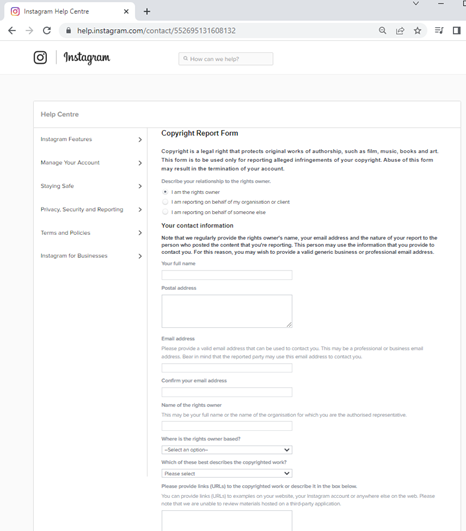 Instagram Help Centre
help.instagram.com/contact/552695131608132
Instagram
How can we help?
Help Centre
Instagram Features
Manage Your Account
Staying Safe
Privacy, Security and Reporting
Terms and Policies
Instagram for Businesses
Copyright Report Form
Copyright is a legal right that protects original works of authorship, such as film, music, books and art.
This form is to be used only for reporting alleged infringements of your copyright. Abuse of this form
may result in the termination of your account.
Describe your relationship to the rights owner.
I am the rights owner
I am reporting on behalf of my organisation or client
I am reporting on behalf of someone else
Your contact information
Note that we regularly provide the rights owner's name, your email address and the nature of your report to the
person who posted the content that you're reporting. This person may use the information that you provide to
contact you. For this reason, you may wish to provide a valid generic business or professional email address.
Your full name
Postal address
Email address
Please provide a valid email address that can be used to contact you. This may be a professional or business email
address. Bear in mind that the reported party may use this email address to contact you.
Confirm your email address
Name of the rights owner
This may be your full name or the name of the organisation for which you are the authorised representative.
Where is the rights owner based?
--Select an option--
Which of these best describes the copyrighted work?
Please select
Please provide links (URLs) to the copyrighted work or describe it in the box below.
You can provide links (URLs) to examples on your website, your Instagram account or anywhere else on the web. Please
note that we are unable to review materials hosted on a third-party application.